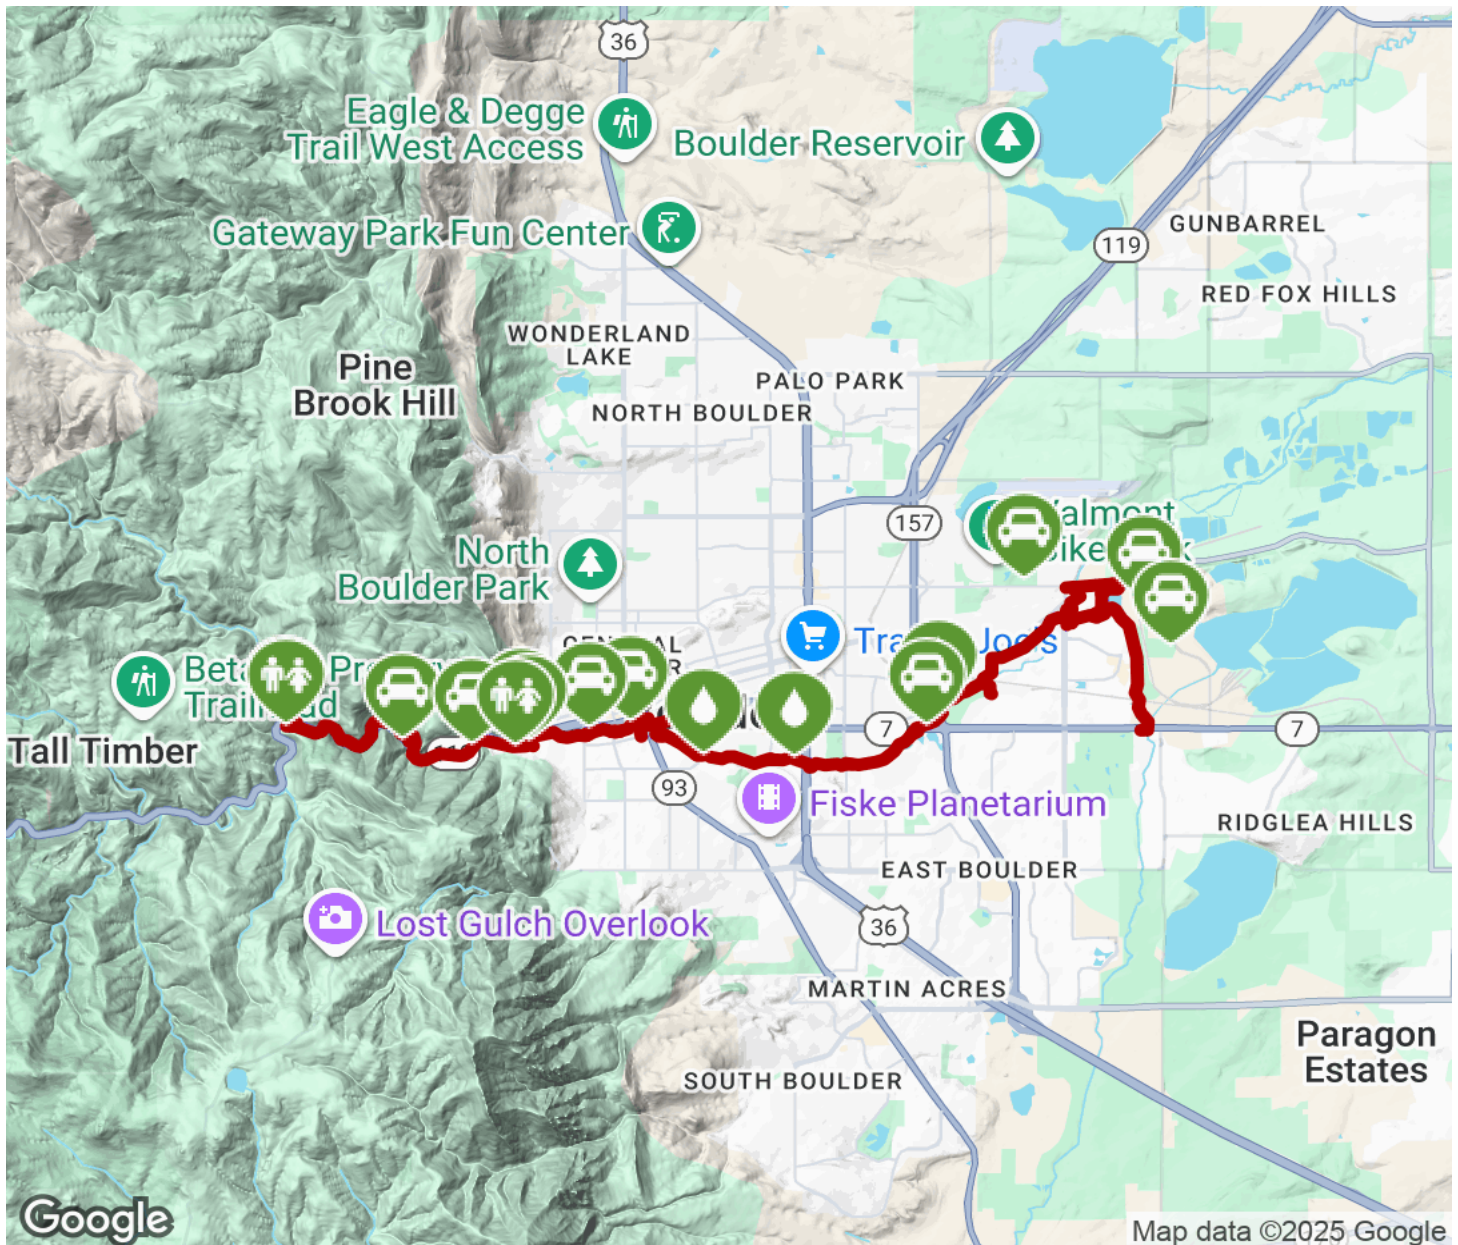 36
Eagle & Degge
Trail West Access
Boulder Reservoir
Gateway Park Fun Center
GUNBARREL
119
RED FOX HILLS
WONDERLAND
LAKE
Pine
Brook Hill
PALO PARK
NORTH BOULDER
157
North
Boulder Park
7
7
Tall Timber
93
Fiske Planetarium
RIDGLEA HILLS
EAST BOULDER
Lost Gulch Overlook
36
MARTIN ACRES
Paragon
Estates
SOUTH BOULDER
Google
Map data ©2025 Google